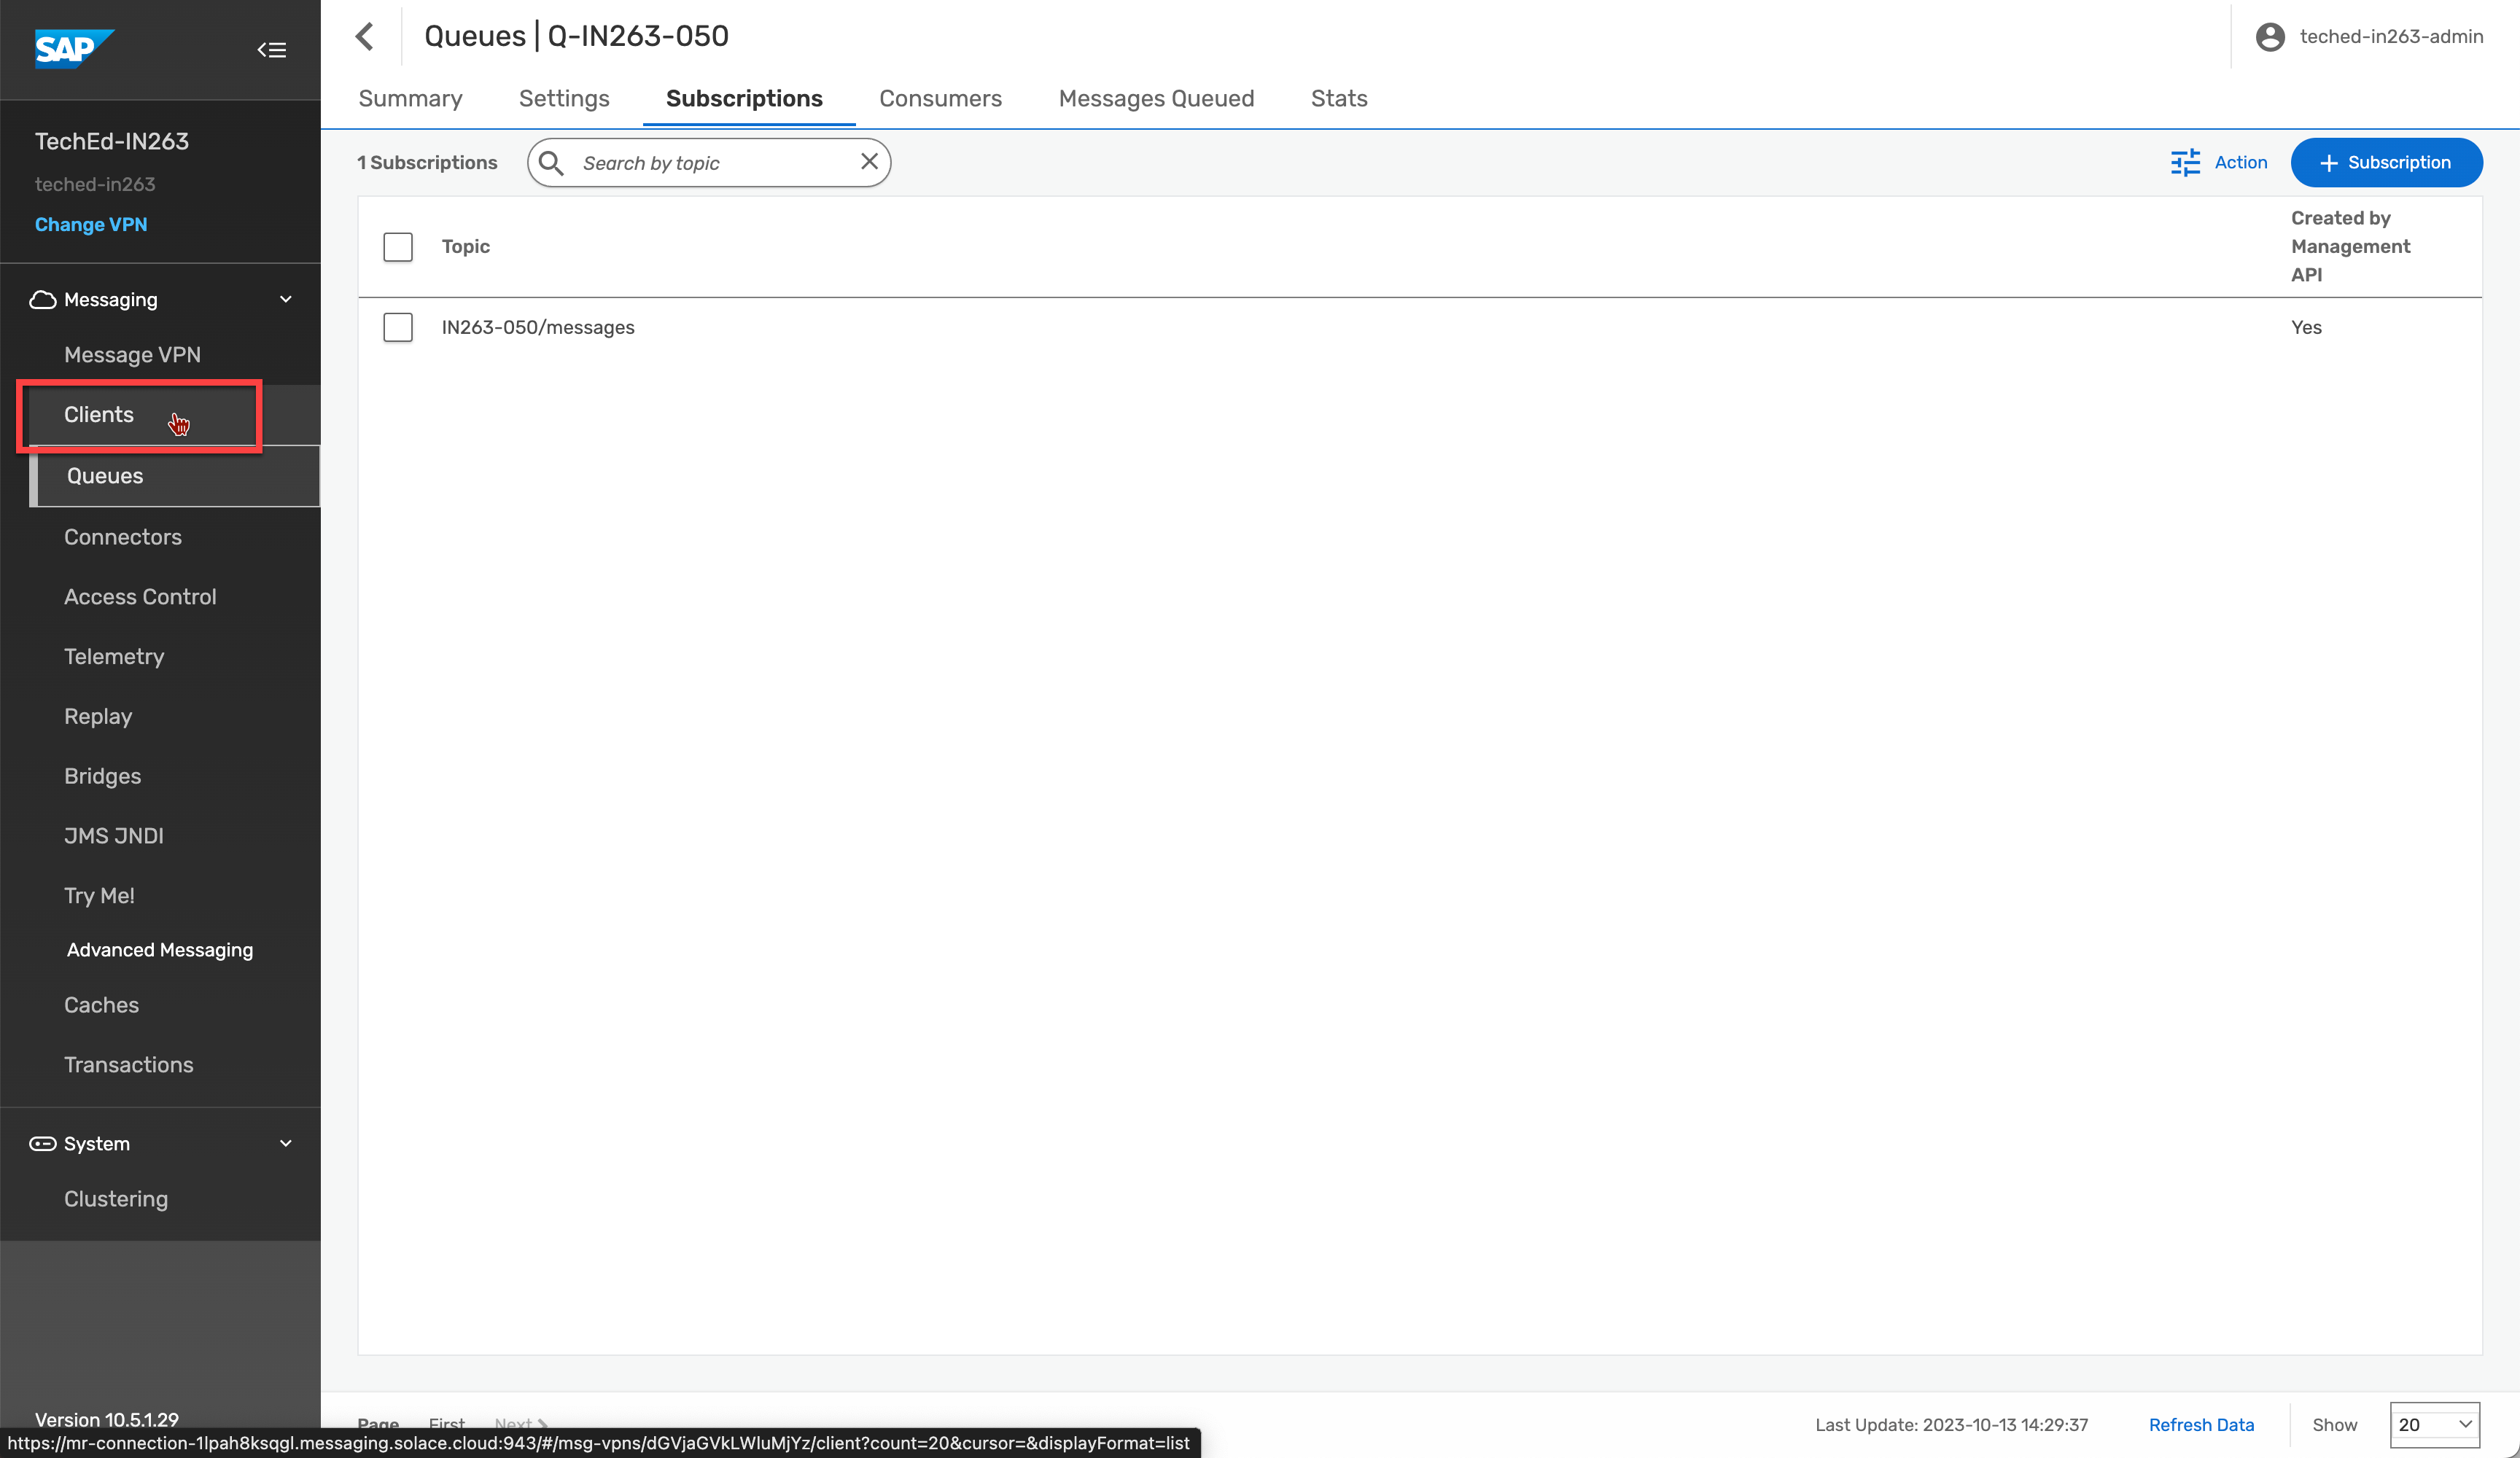 SAP
TechEd-IN263
teched-in263
Change VPN
Messaging
Message VPN
Clients
Queues
Connectors
Access Control
Telemetry
Replay
Bridges
JMS JNDI
Try Me!
Advanced Messaging
Caches
Transactions
System
Clustering
Version 10.5.1.29
Queues | Q-IN263-050
teched-in263-admin
Summary Settings Subscriptions Consumers Messages Queued Stats
1 Subscriptions Search by topic Action + Subscription
Topic
Created by
Management
API
IN263-050/messages Yes
Page First Next
Last Update: 2023-10-13 14:29:37 Refresh Data Show 20
https://mr-connection-1lpah8ksqgl.messaging.solace.cloud:943/#/msg-vpns/dGVjaGVkLWluMjYz/client?count=20&cursor=&displayFormat=list